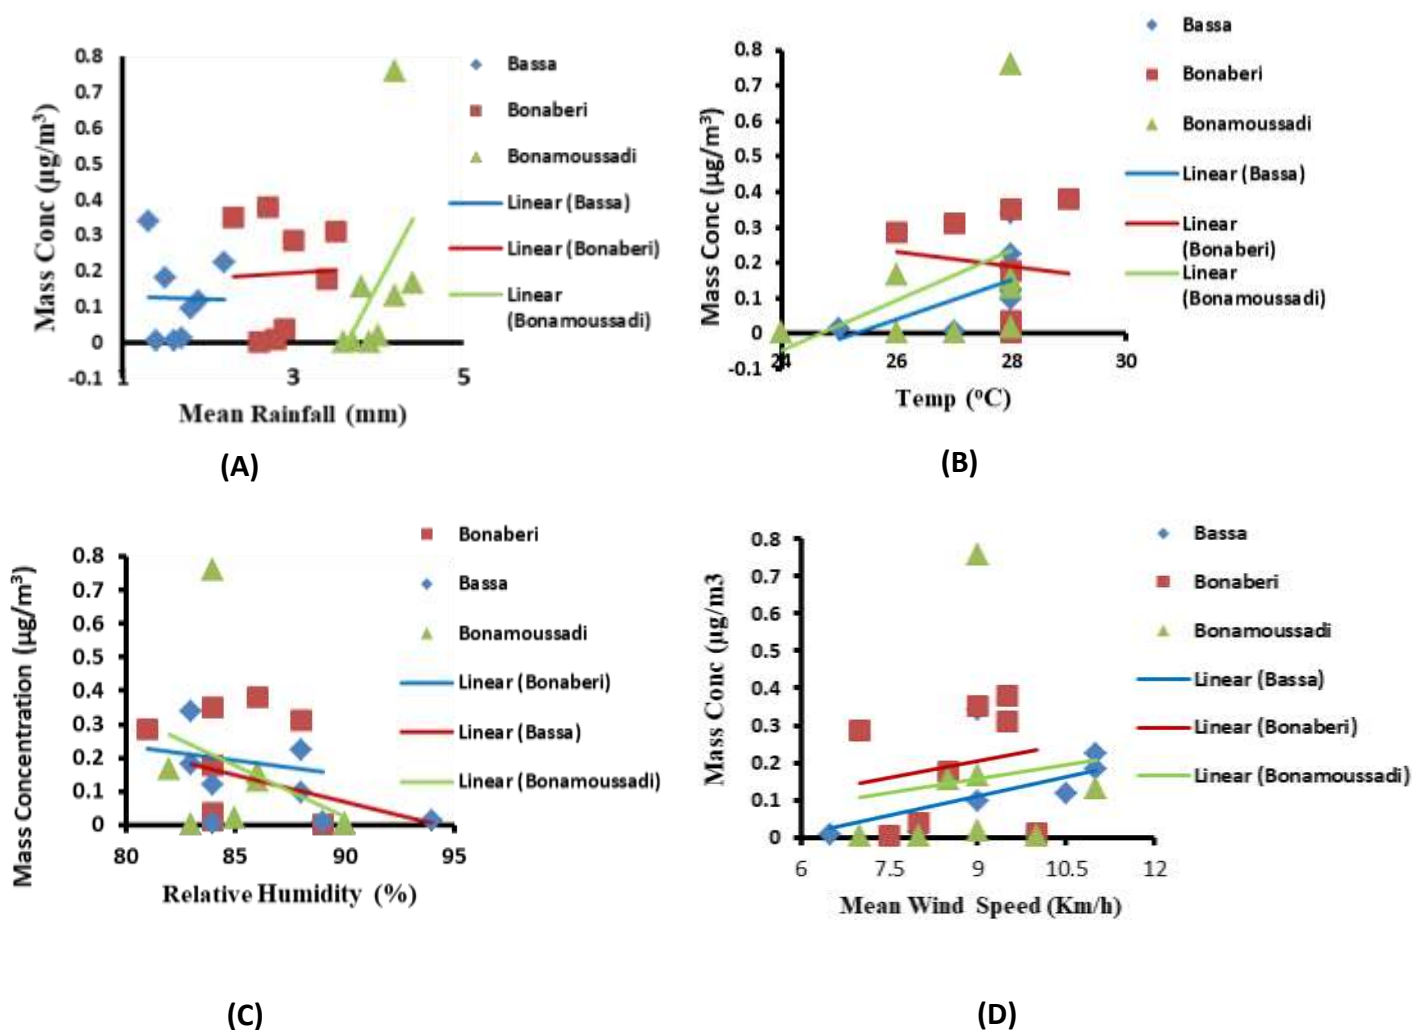 0.8
0.7
0.6
0.5
0.4
0.3
0.2
0.1
0
-0.1
1
3
5
Mass Conc (µg/m³)
Mean Rainfall (mm)
Bassa
Bonaberi
Bonamoussadi
Linear (Bassa)
Linear (Bonaberi)
Linear
(Bonamoussadi)
(A)
0.8
0.7
0.6
0.5
0.4
0.3
0.2
0.1
0
-0.1
24
26
28
30
Mass Conc (µg/m³)
Temp (°C)
Bassa
Bonaberi
Bonamoussadi
Linear (Bassa)
Linear
(Bonaberi)
Linear
(Bonamoussadi)
(B)
0.8
0.7
0.6
0.5
0.4
0.3
0.2
0.1
0
80
85
90
95
Mass Concentration (µg/m³)
Relative Humidity (%)
Bonaberi
Bassa
Bonamoussadi
Linear (Bonaberi)
Linear (Bassa)
Linear (Bonamoussadi)
(C)
0.8
0.7
0.6
0.5
0.4
0.3
0.2
0.1
0
6
7.5
9
10.5
12
Mass Conc (µg/m3
Mean Wind Speed (Km/h)
Bassa
Bonaberi
Bonamoussadi
Linear (Bassa)
Linear (Bonaberi)
Linear (Bonamoussadi)
(D)